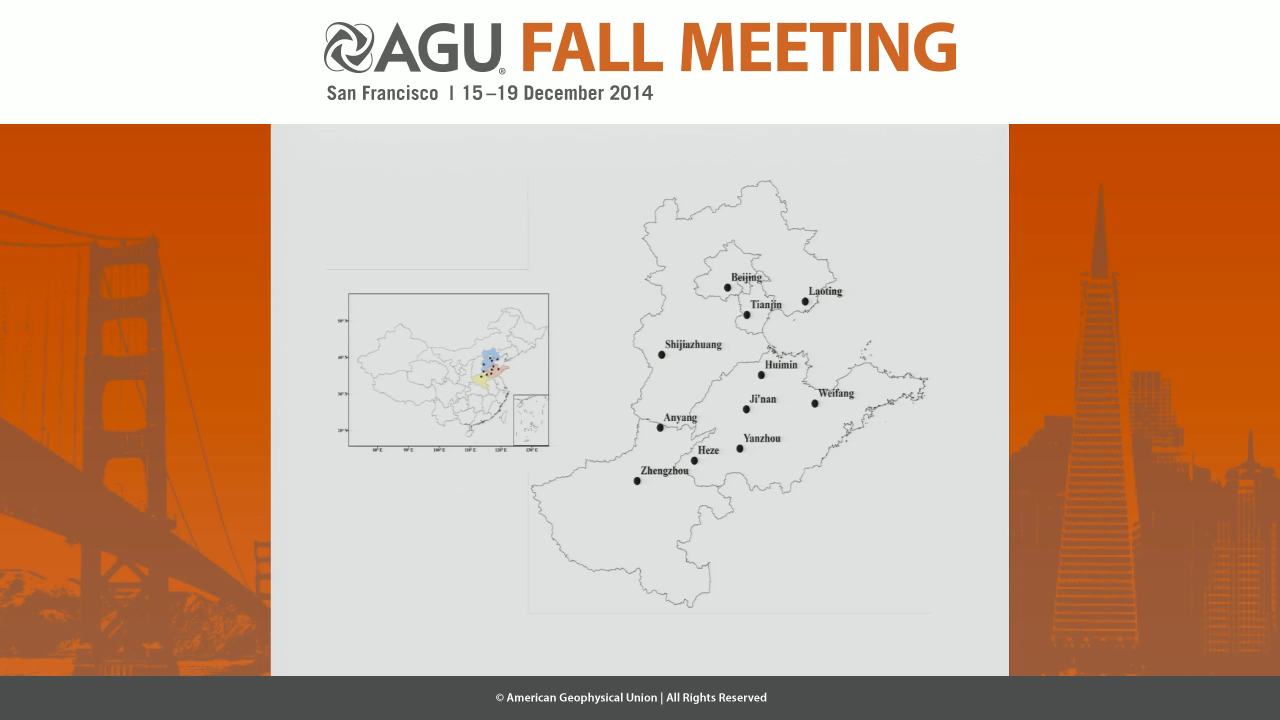 AGU® FALL MEETING
San Francisco | 15–19 December 2014
Beijing
Laoting
Tianjin
Shijiazhuang
Huimin
Weifang
Ji'nan
Anyang
Yanzhou
Heze
Zhengzhou
© American Geophysical Union | All Rights Reserved